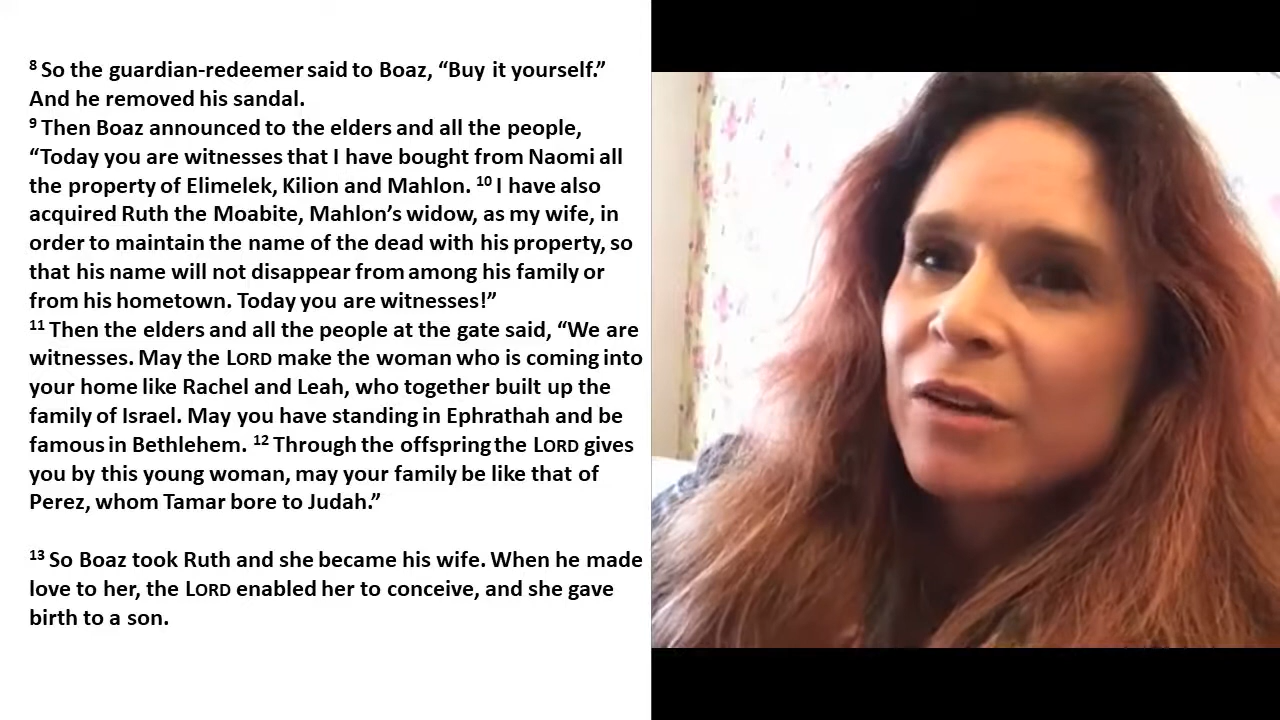 ⁸ So the guardian-redeemer said to Boaz, “Buy it yourself.”
And he removed his sandal.
⁹ Then Boaz announced to the elders and all the people,
“Today you are witnesses that I have bought from Naomi all
the property of Elimelek, Kilion and Mahlon. ¹⁰ I have also
acquired Ruth the Moabite, Mahlon’s widow, as my wife, in
order to maintain the name of the dead with his property, so
that his name will not disappear from among his family or
from his hometown. Today you are witnesses!”
¹¹ Then the elders and all the people at the gate said, “We are
witnesses. May the LORD make the woman who is coming into
your home like Rachel and Leah, who together built up the
family of Israel. May you have standing in Ephrathah and be
famous in Bethlehem. ¹² Through the offspring the LORD gives
you by this young woman, may your family be like that of
Perez, whom Tamar bore to Judah.”
¹³ So Boaz took Ruth and she became his wife. When he made
love to her, the LORD enabled her to conceive, and she gave
birth to a son.